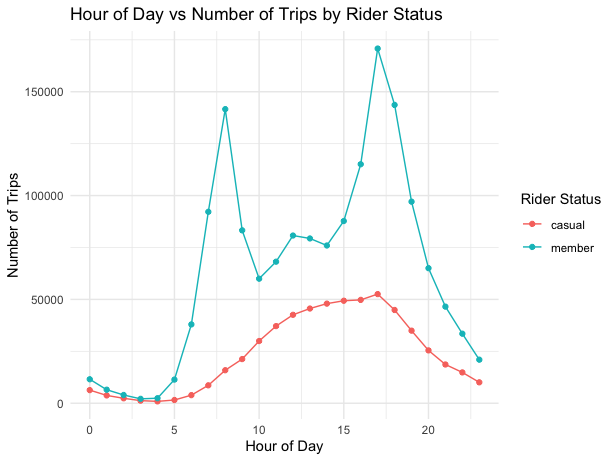 Hour of Day vs Number of Trips by Rider Status
Number of Trips
150000
100000
50000
0
0 5 10 15 20
Hour of Day
Rider Status
casual
member